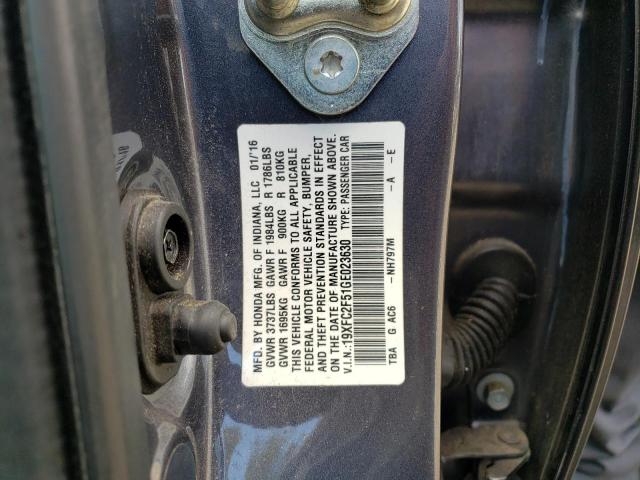 MFD. BY HONDA MFG. OF INDIANA, LLC 01/'16
GVWR 3737LBS GAWR F 1984LBS R 1786LBS
GVWR 1695KG GAWR F 900KG R 810KG
THIS VEHICLE CONFORMS TO ALL APPLICABLE
FEDERAL MOTOR VEHICLE SAFETY, BUMPER,
AND THEFT PREVENTION STANDARDS IN EFFECT
ON THE DATE OF MANUFACTURE SHOWN ABOVE.
V.I.N.:19XFC2F51GE023630 TYPE: PASSENGER CAR
TBA G AC6 —NH797M —A —E